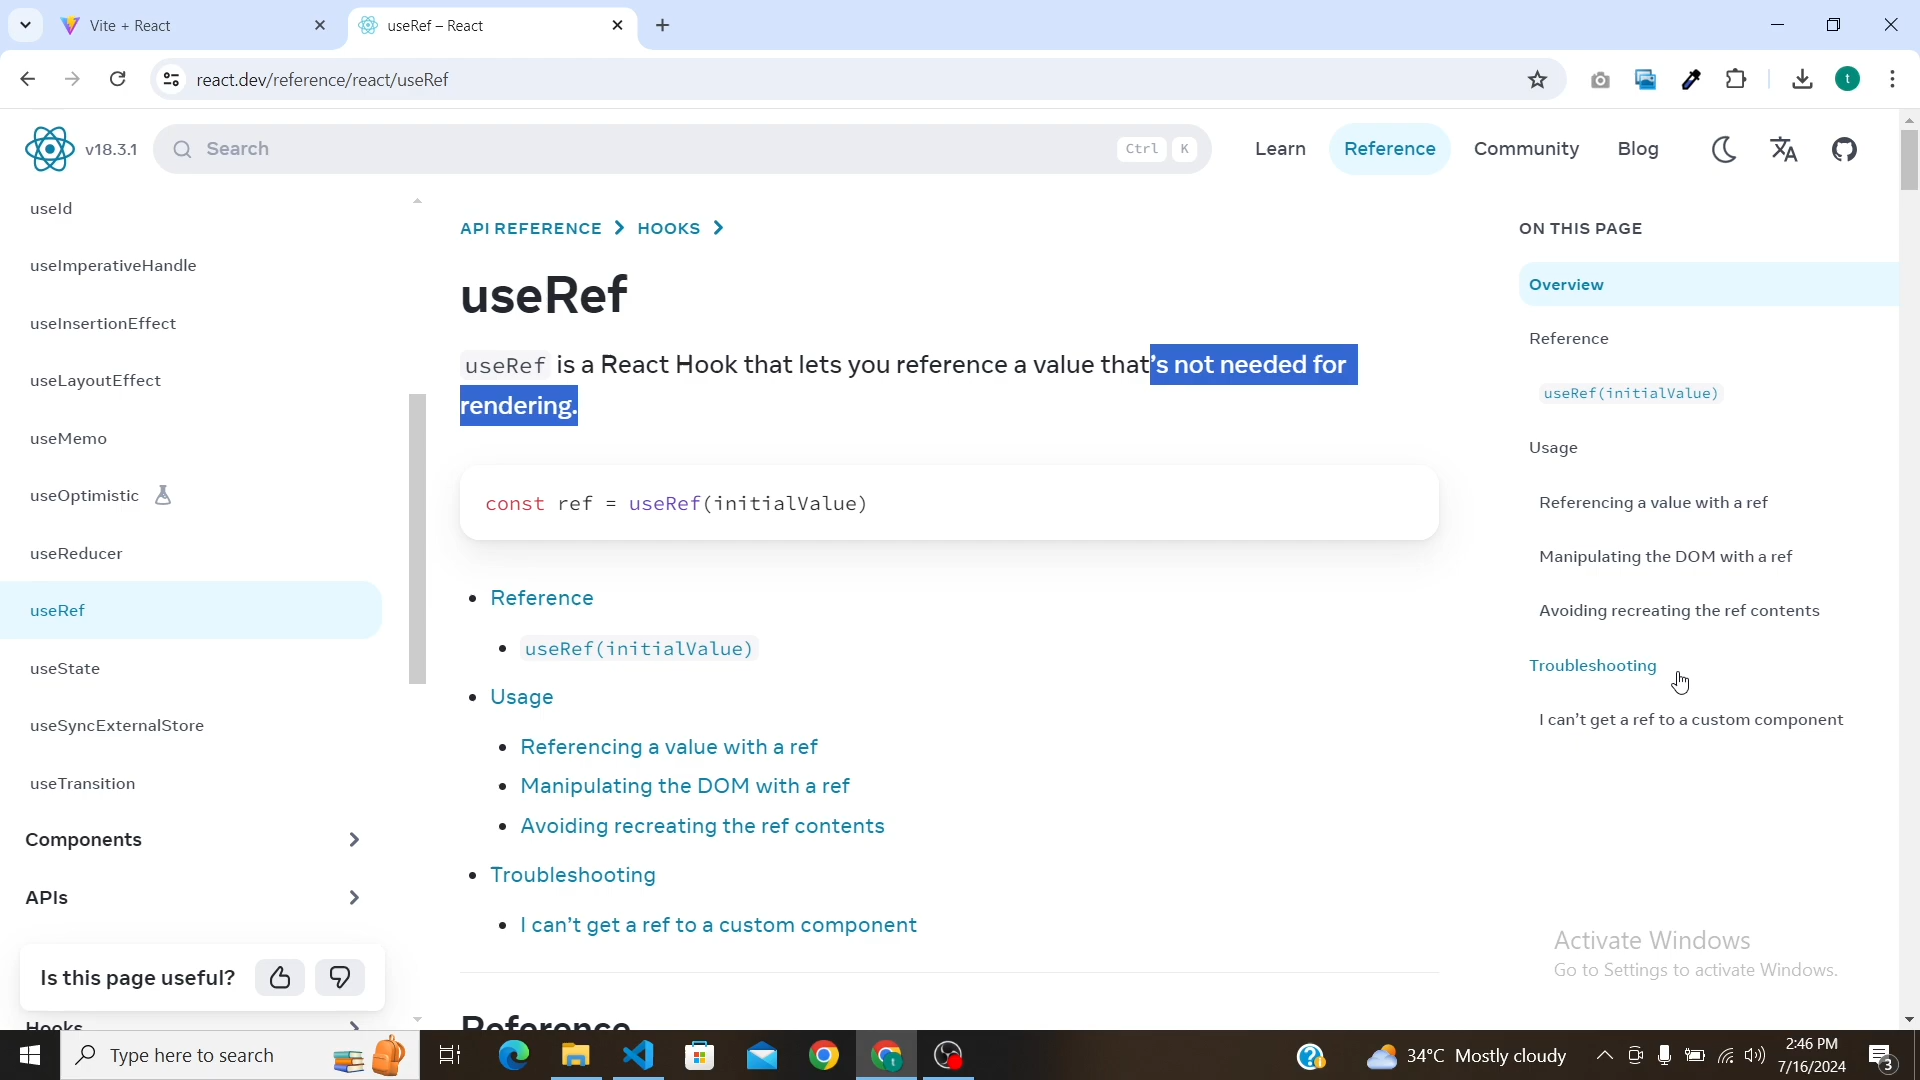 Vite + React
useRef – React
react.dev/reference/react/useRef
v18.3.1
Search
Ctrl K
Learn
Reference
Community
Blog
useId
useImperativeHandle
useInsertionEffect
useLayoutEffect
useMemo
useOptimistic
useReducer
useRef
useState
useSyncExternalStore
useTransition
Components
APIs
Is this page useful?
Hooks
API REFERENCE
HOOKS
useRef
useRef is a React Hook that lets you reference a value that’s not needed for
rendering.
const ref = useRef(initialValue)
Reference
useRef(initialValue)
Usage
Referencing a value with a ref
Manipulating the DOM with a ref
Avoiding recreating the ref contents
Troubleshooting
I can’t get a ref to a custom component
Reference
ON THIS PAGE
Overview
Reference
useRef(initialValue)
Usage
Referencing a value with a ref
Manipulating the DOM with a ref
Avoiding recreating the ref contents
Troubleshooting
I can’t get a ref to a custom component
Activate Windows
Go to Settings to activate Windows.
t
Type here to search
34°C Mostly cloudy
2:46 PM
7/16/2024
3